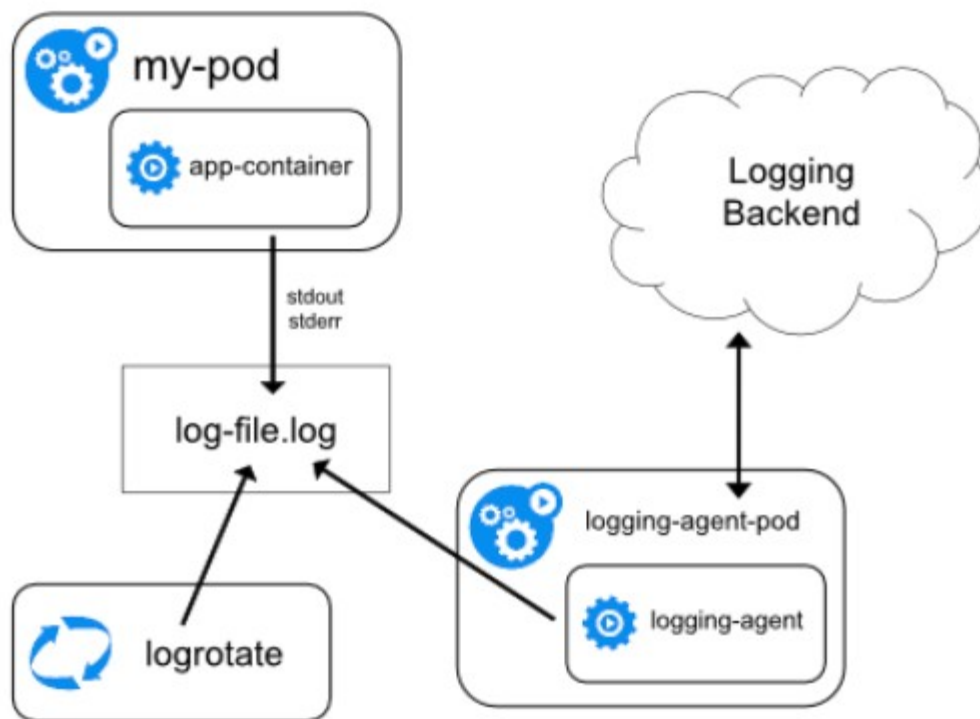 my-pod
app-container
Logging
Backend
stdout
stderr
log-file.log
logging-agent-pod
logging-agent
logrotate